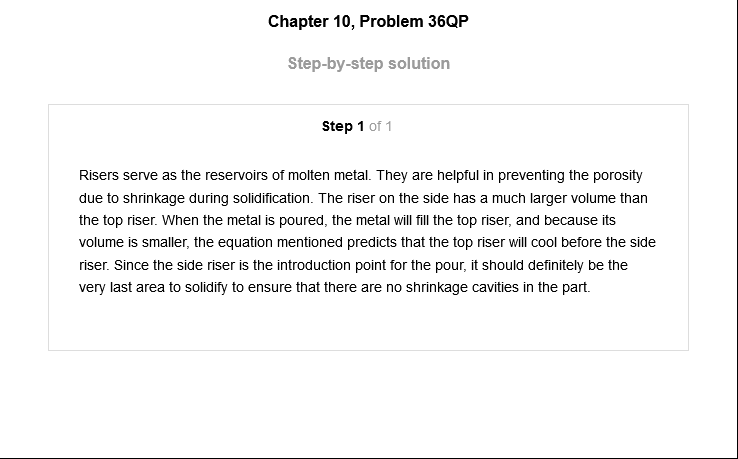 Chapter 10, Problem 36QP
Step-by-step solution
Step 1 of 1
Risers serve as the reservoirs of molten metal. They are helpful in preventing the porosity
due to shrinkage during solidification. The riser on the side has a much larger volume than
the top riser. When the metal is poured, the metal will fill the top riser, and because its
volume is smaller, the equation mentioned predicts that the top riser will cool before the side
riser. Since the side riser is the introduction point for the pour, it should definitely be the
very last area to solidify to ensure that there are no shrinkage cavities in the part.